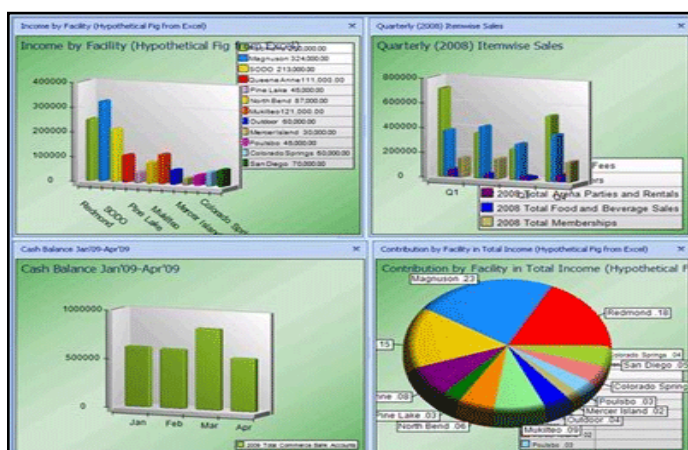 Income by Facility (Hypothetical Fig from Excel)
Income by Facility (Hypothetical Fig from Excel)
400000
300000
200000
100000
0
Redmond
SODO
Pine Lake
Mukilteo
Mercer Island
Colorado Spri
Magnuson 324,000.00
SODO 213,000.00
Queene Anne 111,000.00
Pine Lake 45,000.00
North Bend 87,000.00
Mukilteo 121,000.00
Outdoor 60,000.00
Mercer Island 30,000.00
Poulsbo 45,000.00
Colorado Springs 60,000.00
San Diego 70,000.00
Quarterly (2008) Itemwise Sales
Quarterly (2008) Itemwise Sales
800000
600000
400000
200000
0
Q1
Fees
2008 Total Arena Parties and Rentals
2008 Total Food and Beverage Sales
2008 Total Memberships
Cash Balance Jan'09-Apr'09
Cash Balance Jan'09-Apr'09
1000000
500000
0
Jan
Feb
Mar
Apr
Contribution by Facility in Total Income (Hypothetical Fig from Excel)
Contribution by Facility in Total Income (Hypothetical F
Magnuson .23
Redmond .18
15
Colorado Springs .04
San Diego .05
Colorado Spring
Poulsbo .03
Mercer Island .02
Outdoor .04
Mukilteo .09
North Bend .06
Pine Lake .03
nne .08
Poulsbo .03